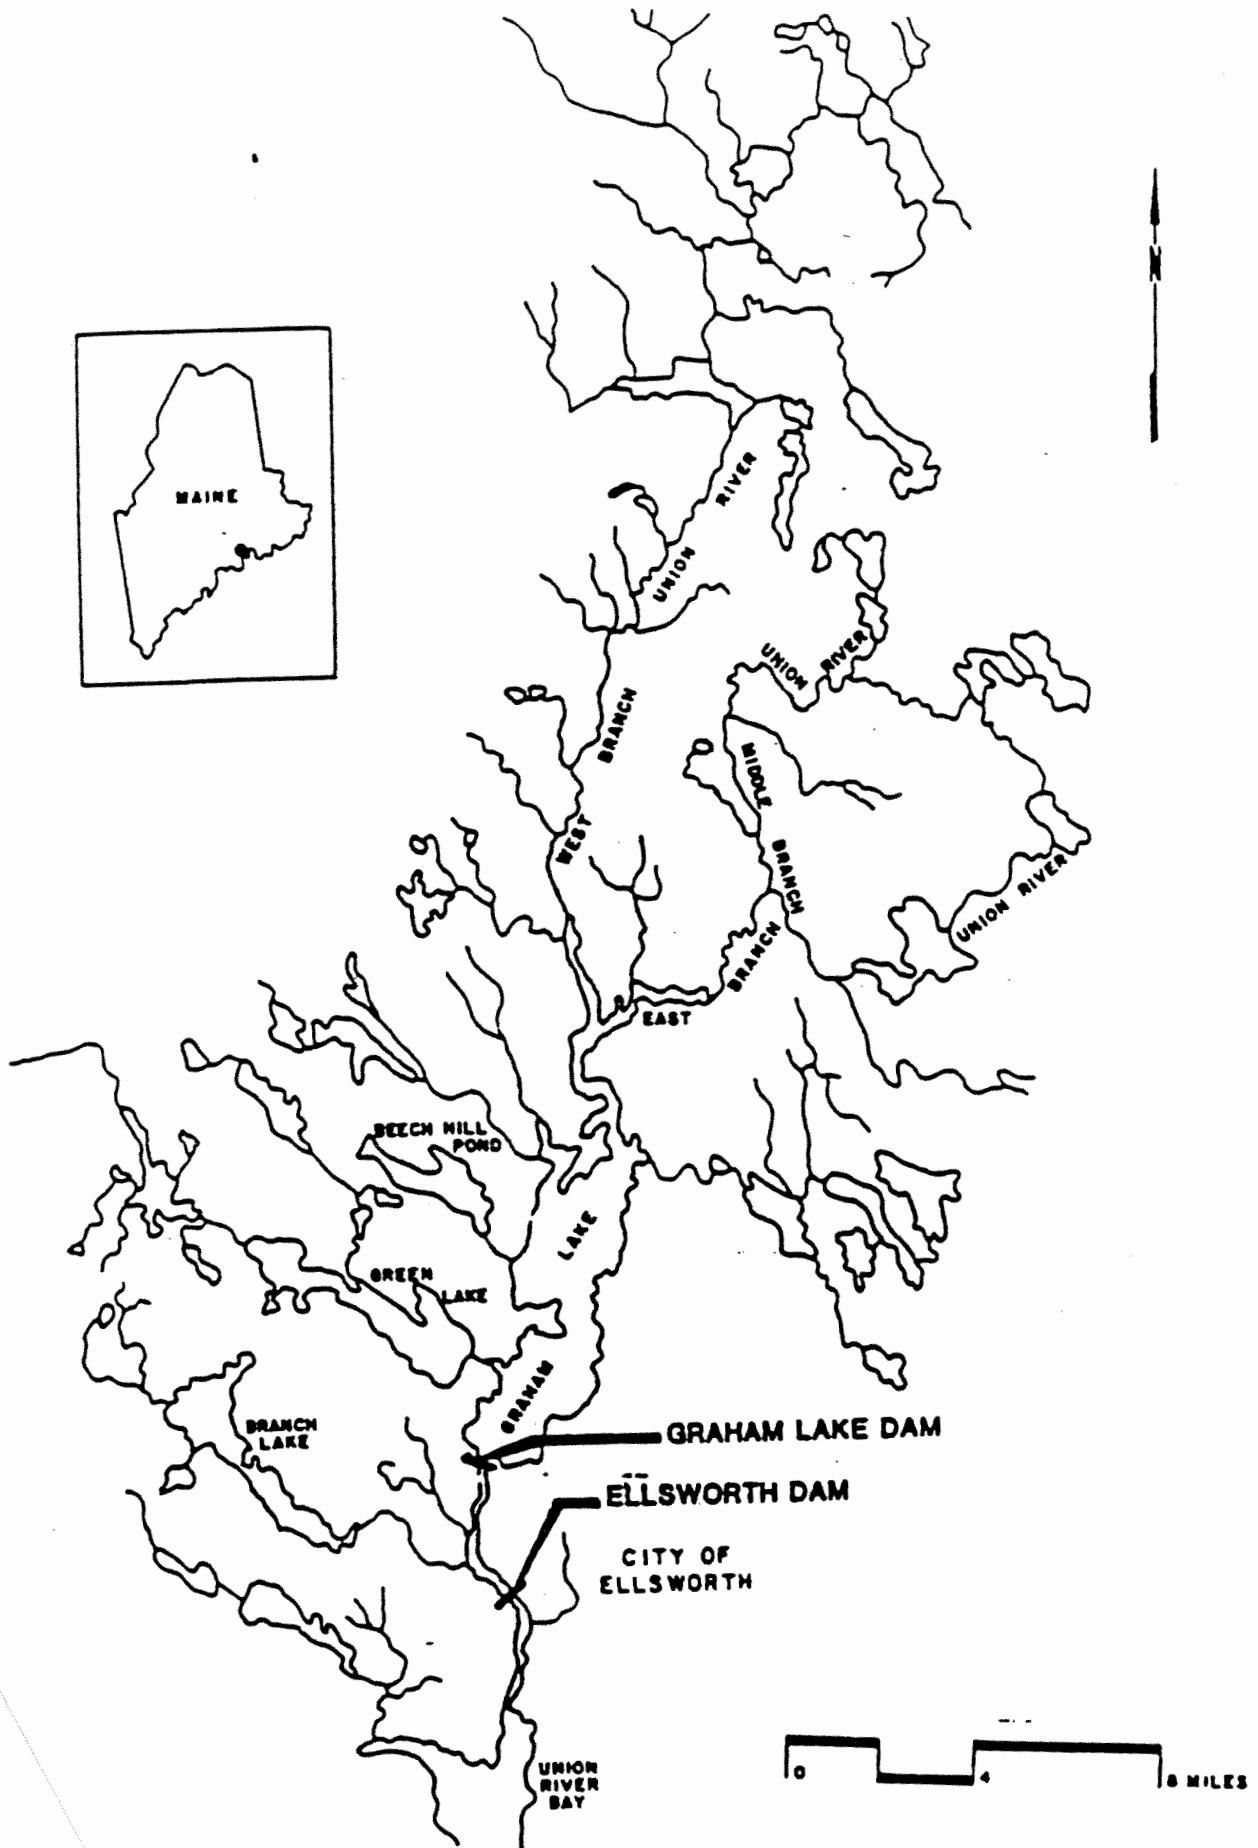 N
MAINE
RIVER
UNION
BRANCH
WEST
UNION RIVER
MIDDLE
BRANCH
UNION RIVER
BRANCH
EAST
BEECH HILL
POND
LAKE
GREEN
LAKE
GRAHAM
BRANCH
LAKE
GRAHAM LAKE DAM
ELLSWORTH DAM
CITY OF
ELLSWORTH
UNION
RIVER
BAY
0 4 8 MILES